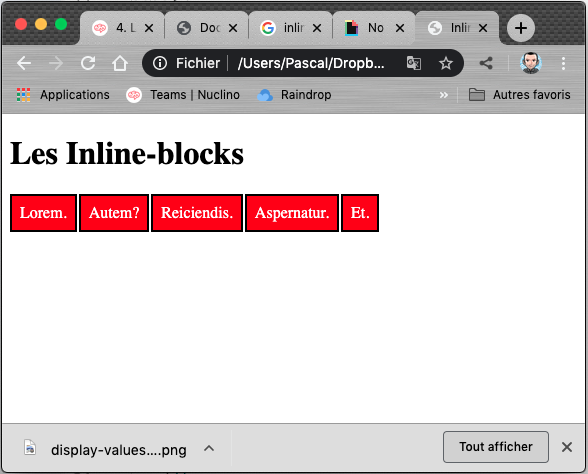 4. L
Doc
inlir
No
Inlir
Fichier /Users/Pascal/Dropb...
Applications Teams | Nuclino Raindrop » Autres favoris
Les Inline-blocks
Lorem. Autem? Reiciendis. Aspernatur. Et.
display-values....png Tout afficher